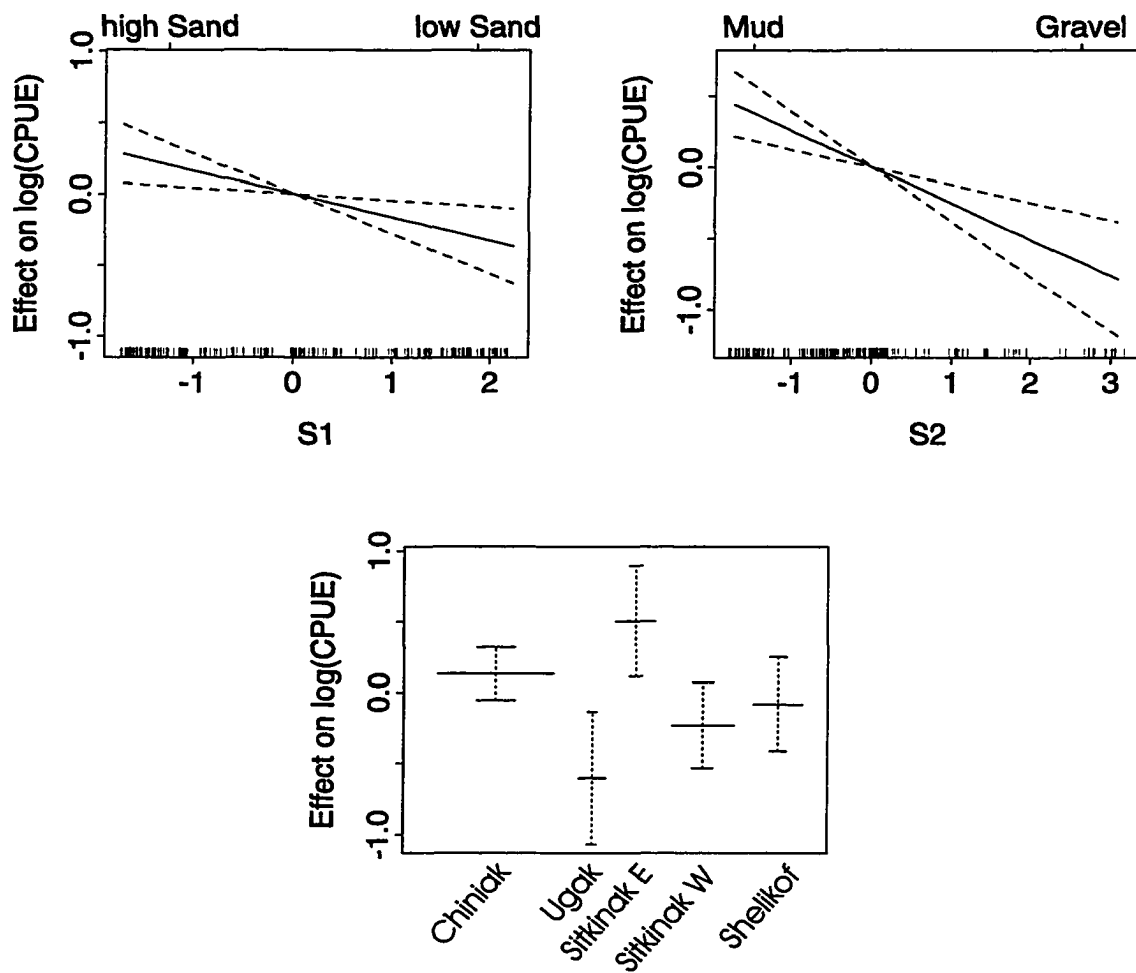 high Sand low Sand
Effect on log(CPUE)
1.0
0.0
-1.0
-1 0 1 2
S1
Mud Gravel
Effect on log(CPUE)
0.0
-1.0
-1 0 1 2 3
S2
Effect on log(CPUE)
1.0
0.0
-1.0
Chiniak
Ugak
Sitkinak E
Sitkinak W
Shelikof